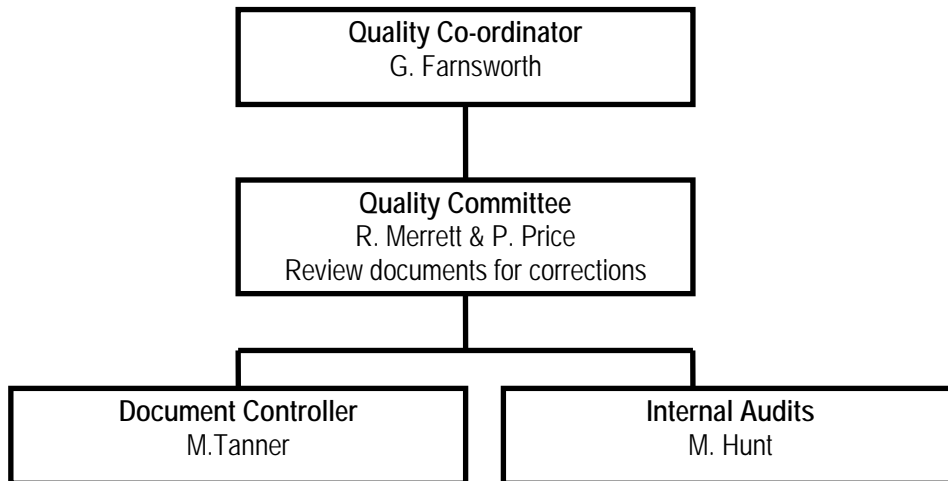 Quality Co-ordinator
G. Farnsworth
Quality Committee
R. Merrett & P. Price
Review documents for corrections
Document Controller
M.Tanner
Internal Audits
M. Hunt